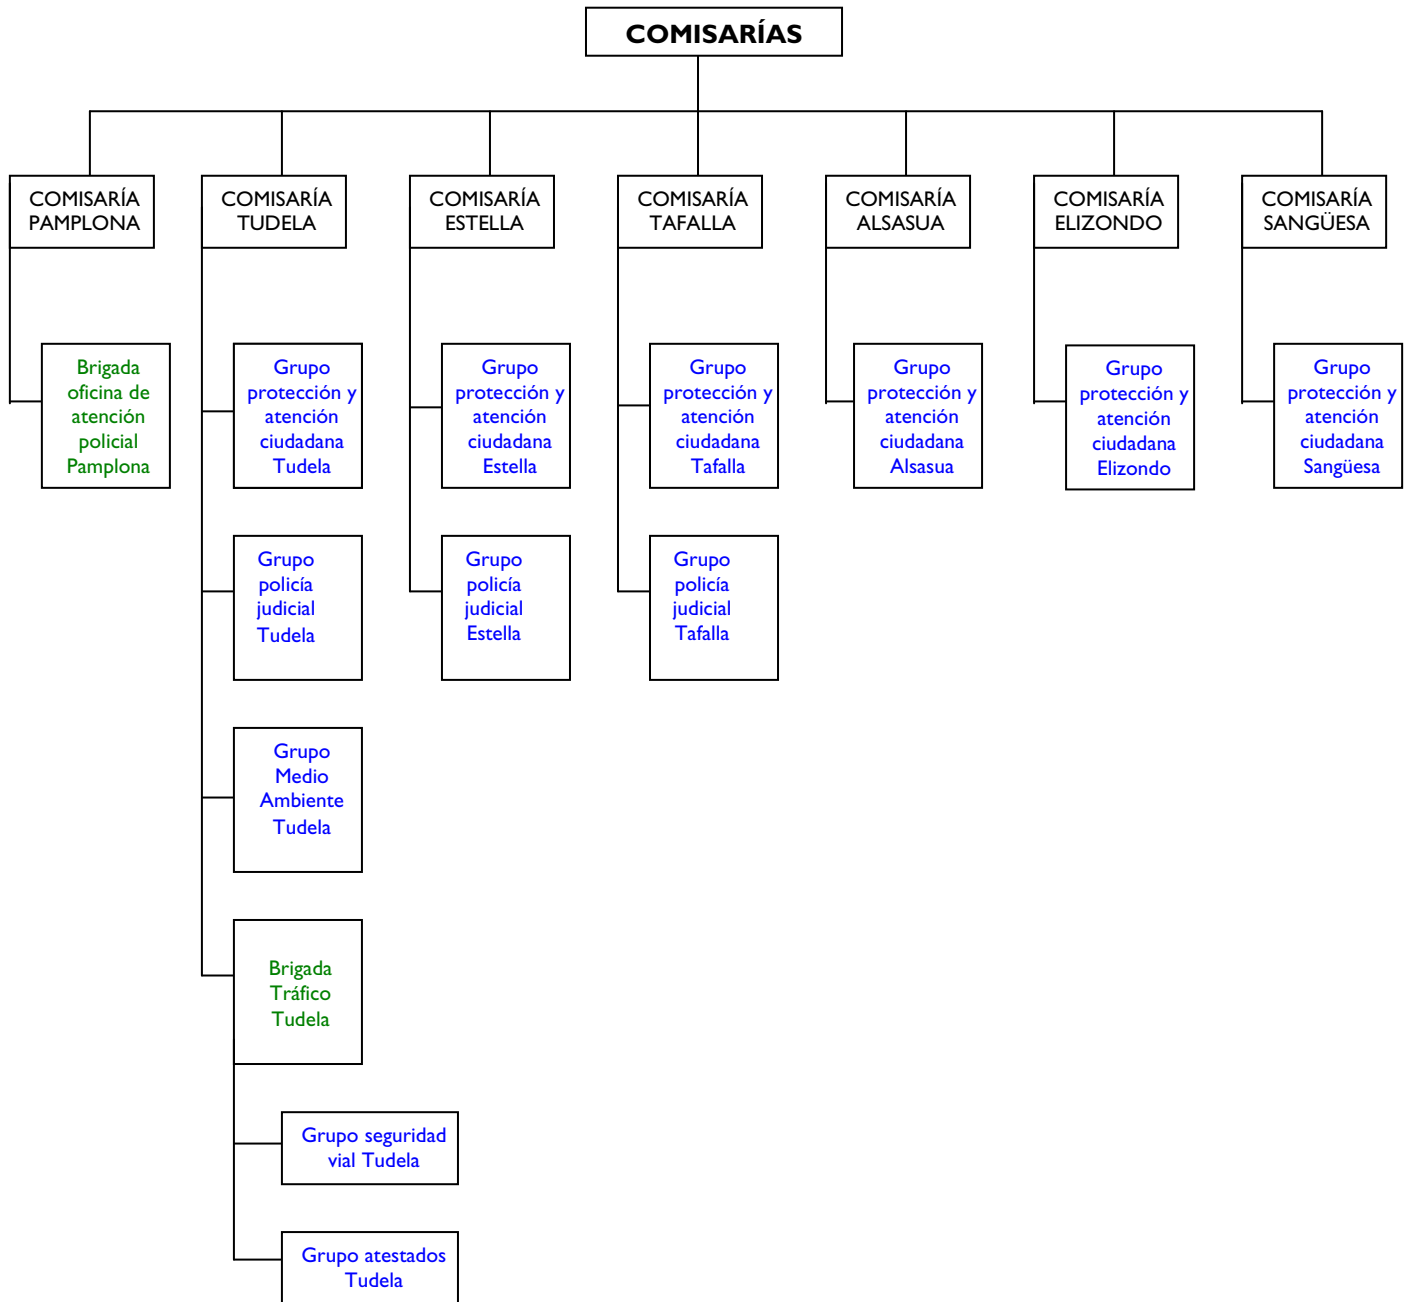 COMISARÍAS
COMISARÍA
PAMPLONA
COMISARÍA
TUDELA
COMISARÍA
ESTELLA
COMISARÍA
TAFALLA
COMISARÍA
ALSASUA
COMISARÍA
ELIZONDO
COMISARÍA
SANGÜESA
Brigada
oficina de
atención
policial
Pamplona
Grupo
protección y
atención
ciudadana
Tudela
Grupo
protección y
atención
ciudadana
Estella
Grupo
protección y
atención
ciudadana
Tafalla
Grupo
protección y
atención
ciudadana
Alsasua
Grupo
protección y
atención
ciudadana
Elizondo
Grupo
protección y
atención
ciudadana
Sangüesa
Grupo
policía
judicial
Tudela
Grupo
policía
judicial
Estella
Grupo
policía
judicial
Tafalla
Grupo
Medio
Ambiente
Tudela
Brigada
Tráfico
Tudela
Grupo seguridad
vial Tudela
Grupo atestados
Tudela